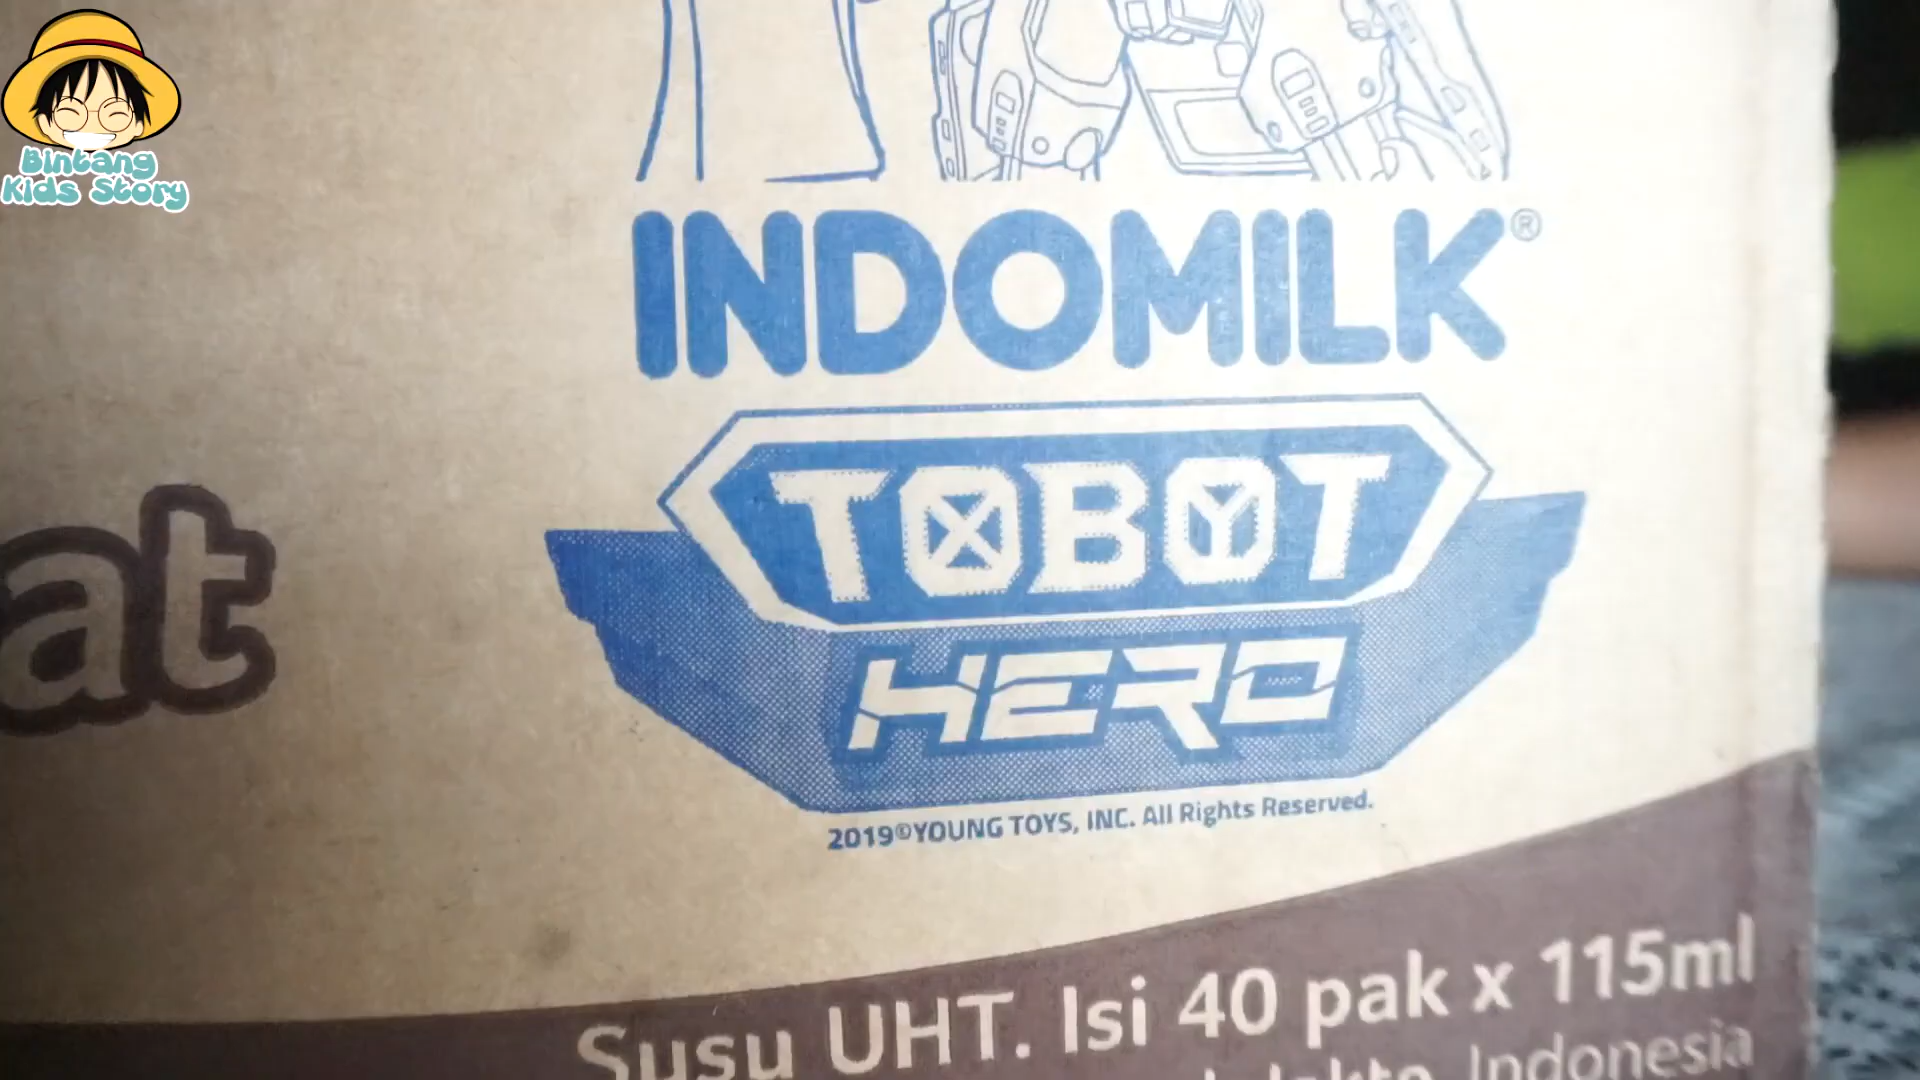 Bintang
Kids Story
INDOMILK®
TOBOT
HERO
at
2019©YOUNG TOYS, INC. All Rights Reserved.
Susu UHT. Isi 40 pak x 115ml
Indonesia